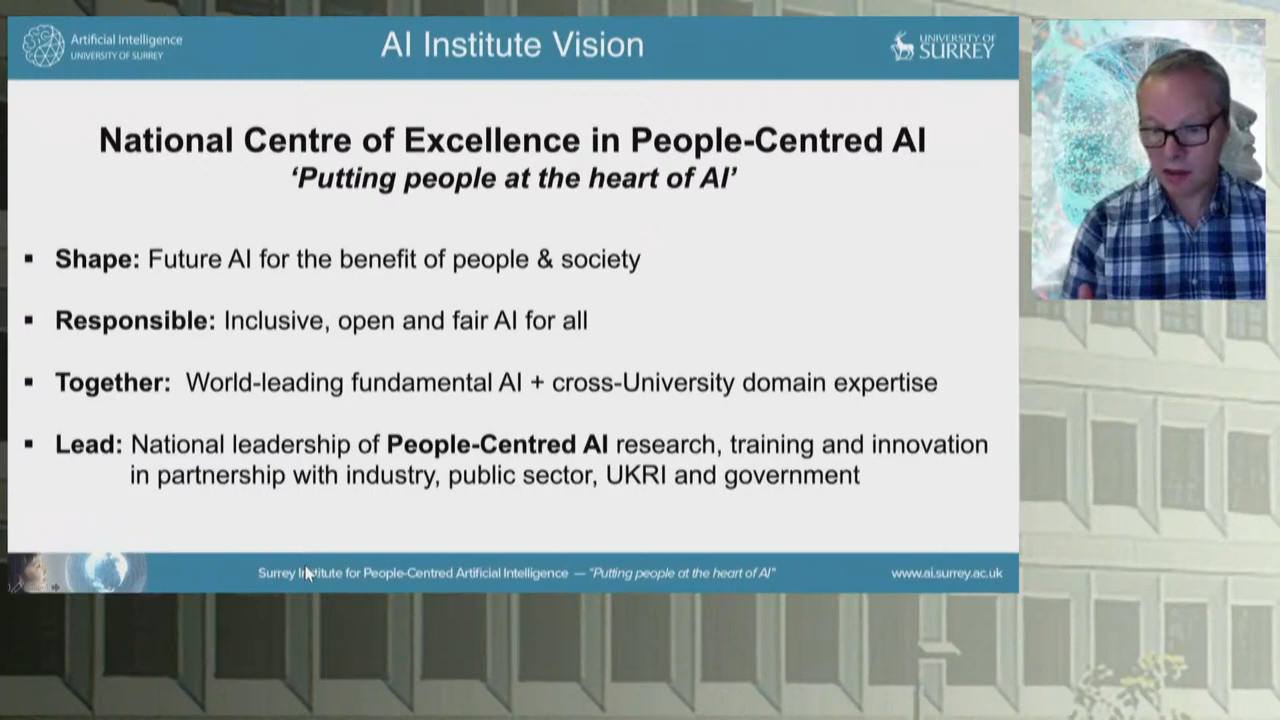 Artificial Intelligence
UNIVERSITY OF SURREY
AI Institute Vision
UNIVERSITY OF
SURREY
National Centre of Excellence in People-Centred AI
‘Putting people at the heart of AI’
▪ Shape: Future AI for the benefit of people & society
▪ Responsible: Inclusive, open and fair AI for all
▪ Together: World-leading fundamental AI + cross-University domain expertise
▪ Lead: National leadership of People-Centred AI research, training and innovation
in partnership with industry, public sector, UKRI and government
Surrey Institute for People-Centred Artificial Intelligence — “Putting people at the heart of AI”
www.ai.surrey.ac.uk